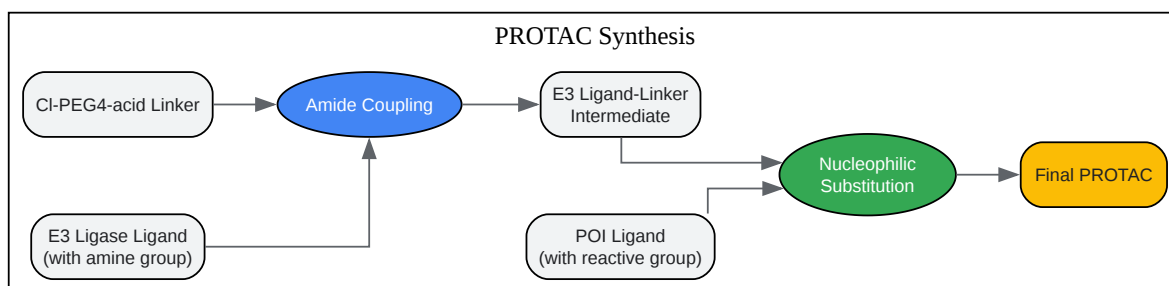 PROTAC Synthesis
Cl-PEG4-acid Linker
Amide Coupling
E3 Ligand-Linker
Intermediate
Nucleophilic
Substitution
Final PROTAC
E3 Ligase Ligand
(with amine group)
POI Ligand
(with reactive group)